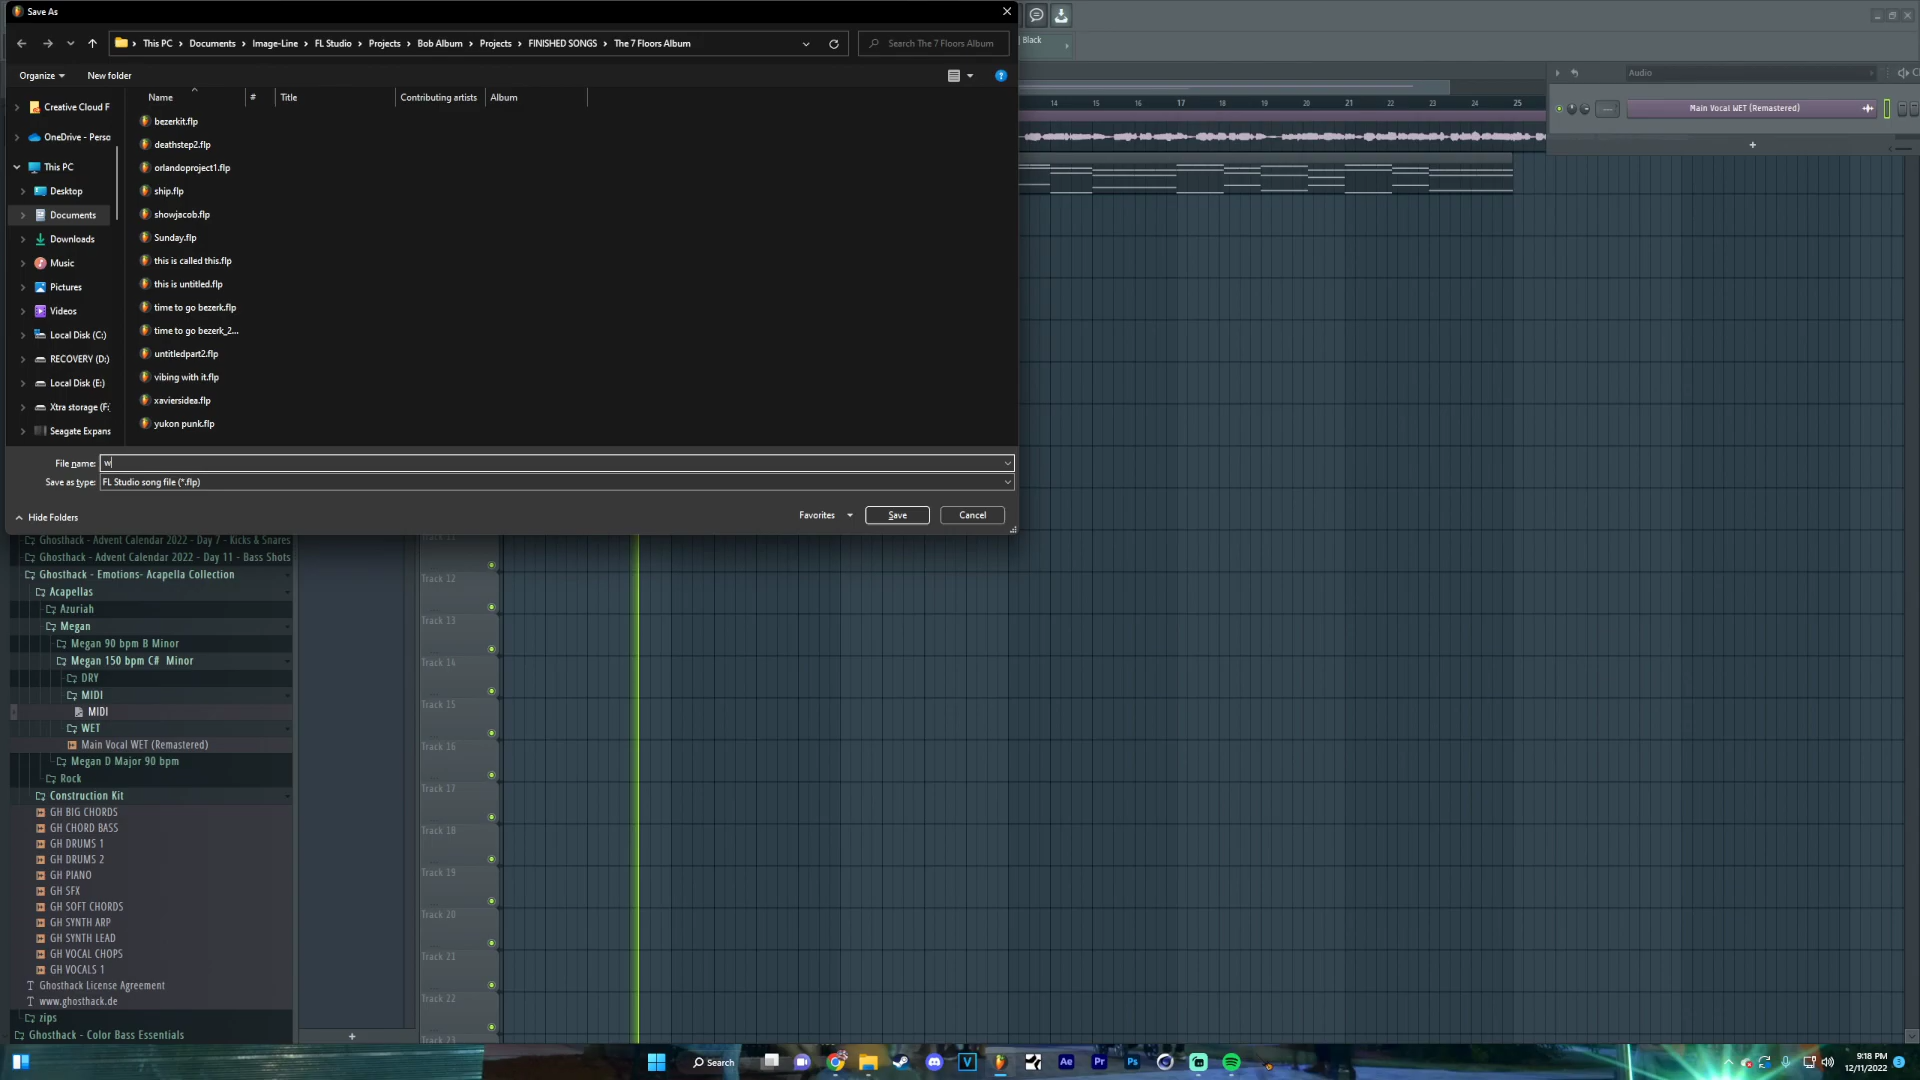 Save As
This PC > Documents > Image-Line > FL Studio > Projects > Bob Album > Projects > FINISHED SONGS > The 7 Floors Album
Search The 7 Floors Album
Organize
New folder
Name
#
Title
Contributing artists
Album
Creative Cloud F
OneDrive - Perso
This PC
Desktop
Documents
Downloads
Music
Pictures
Videos
Local Disk (C:)
RECOVERY (D:)
Local Disk (E:)
Xtra storage (F:
Seagate Expans
bezerkit.flp
deathstep2.flp
orlandoproject1.flp
ship.flp
showjacob.flp
Sunday.flp
this is called this.flp
this is untitled.flp
time to go bezerk.flp
time to go bezerk_2...
untitledpart2.flp
vibing with it.flp
xaviersidea.flp
yukon punk.flp
File name: w
Save as type: FL Studio song file (*.flp)
Hide Folders
Favorites
Save
Cancel
Black
14 15 16 17 18 19 20 21 22 23 24 25
Audio
Main Vocal WET (Remastered)
Ghosthack - Advent Calendar 2022 - Day 7 - Kicks & Snares
Ghosthack - Advent Calendar 2022 - Day 11 - Bass Shots
Ghosthack - Emotions- Acapella Collection
Acapellas
Azuriah
Megan
Megan 90 bpm B Minor
Megan 150 bpm C# Minor
DRY
MIDI
MIDI
WET
Main Vocal WET (Remastered)
Megan D Major 90 bpm
Rock
Construction Kit
GH BIG CHORDS
GH CHORD BASS
GH DRUMS 1
GH DRUMS 2
GH PIANO
GH SFX
GH SOFT CHORDS
GH SYNTH ARP
GH SYNTH LEAD
GH VOCAL CHOPS
GH VOCALS 1
Ghosthack License Agreement
www.ghosthack.de
zips
Ghosthack - Color Bass Essentials
Track 11
Track 12
Track 13
Track 14
Track 15
Track 16
Track 17
Track 18
Track 19
Track 20
Track 21
Track 22
Track 23
Search
9:18 PM
12/11/2022